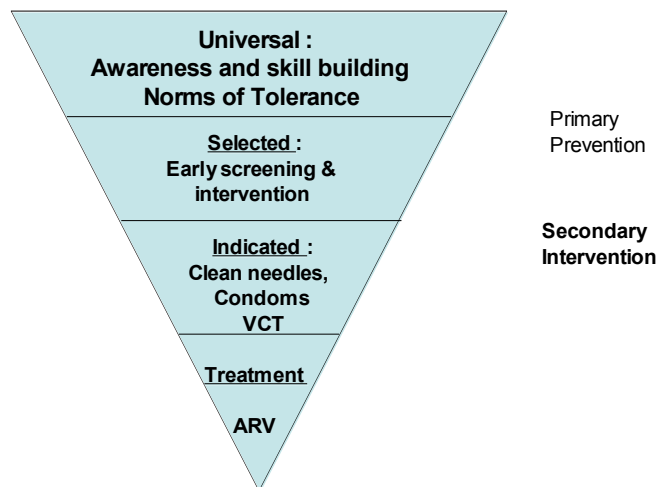 Universal :
Awareness and skill building
Norms of Tolerance
Selected :
Early screening &
intervention
Indicated :
Clean needles,
Condoms
VCT
Treatment
ARV
Primary
Prevention
Secondary
Intervention